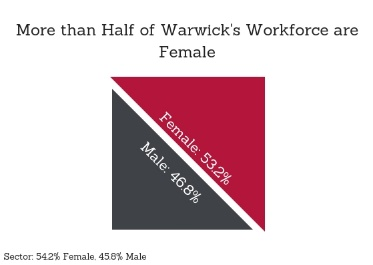 More than Half of Warwick's Workforce are
Female
Female: 53.2%
Male: 46.8%
Sector: 54.2% Female, 45.8% Male